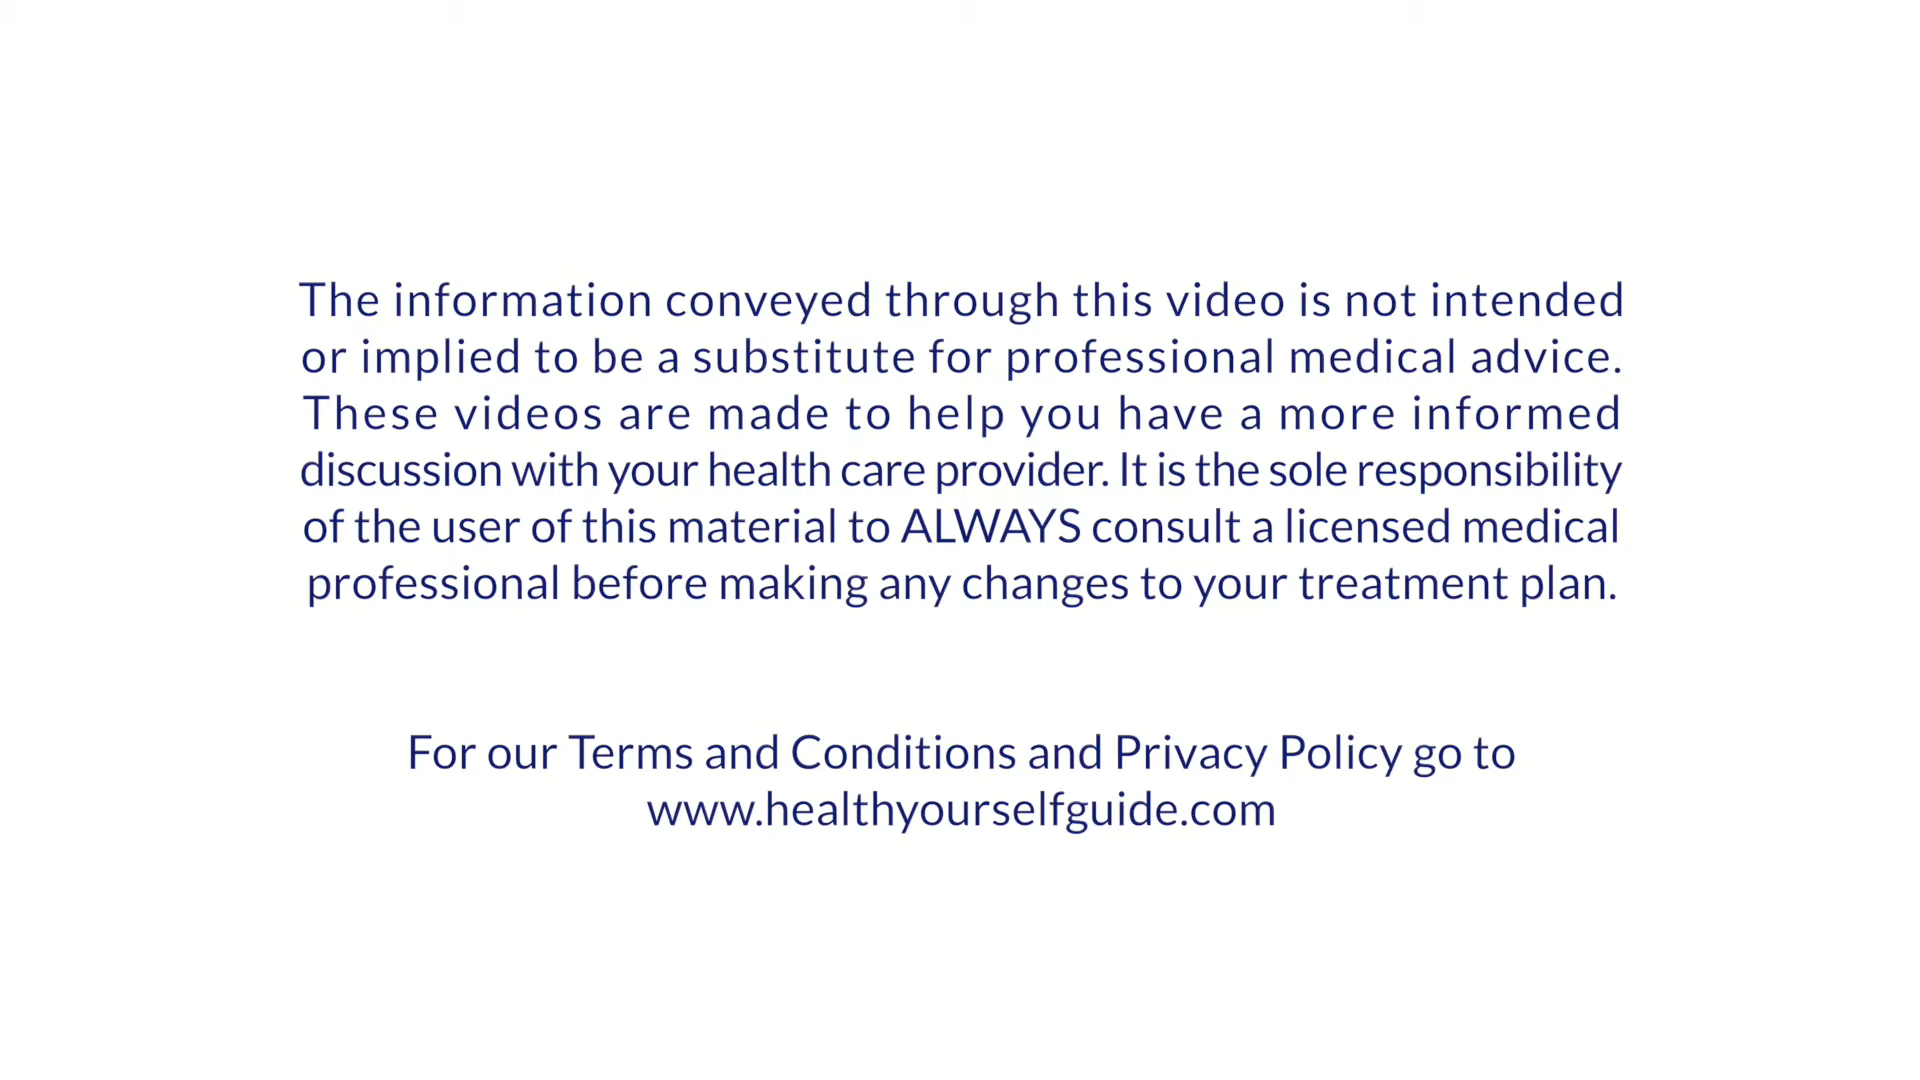 The information conveyed through this video is not intended
or implied to be a substitute for professional medical advice.
These videos are made to help you have a more informed
discussion with your health care provider. It is the sole responsibility
of the user of this material to ALWAYS consult a licensed medical
professional before making any changes to your treatment plan.
For our Terms and Conditions and Privacy Policy go to
www.healthyourselfguide.com